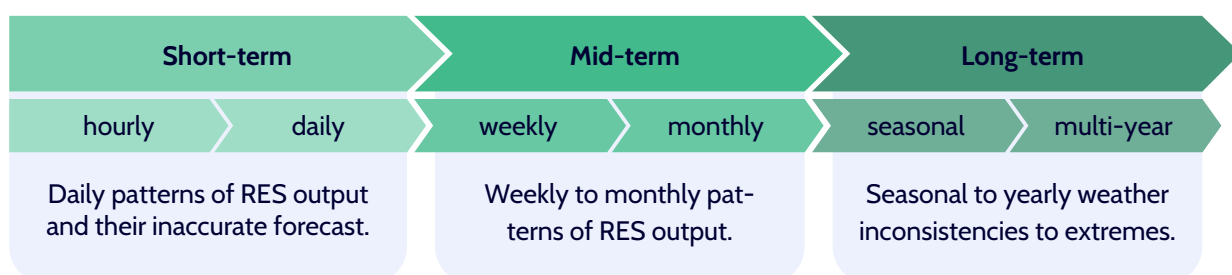 Short-term
Mid-term
Long-term
hourly
daily
weekly
monthly
seasonal
multi-year
Daily patterns of RES output
and their inaccurate forecast.
Weekly to monthly pat-
terns of RES output.
Seasonal to yearly weather
inconsistencies to extremes.